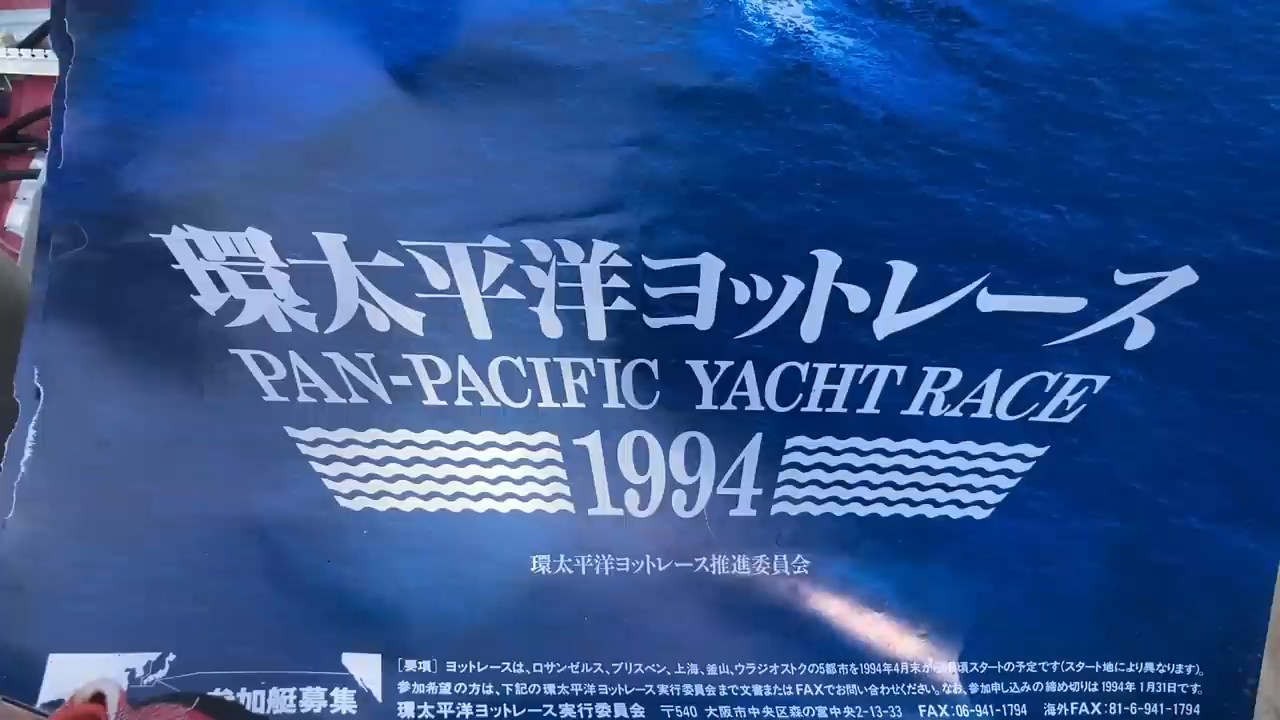 環太平洋ヨットレース
PAN-PACIFIC YACHT RACE
1994
環太平洋ヨットレース推進委員会
参加艇募集
[要項] ヨットレースは、ロサンゼルス、ブリスベン、上海、釜山、ウラジオストクの5都市を1994年4月末から 月頃スタートの予定です(スタート地により異なります)。
参加希望の方は、下記の環太平洋ヨットレース実行委員会まで文書またはFAXでお問い合わせください。なお、参加申し込みの締め切りは1994年1月31日です。
環太平洋ヨットレース実行委員会 〒540 大阪市中央区森の宮中央2-13-33 FAX:06-941-1794 海外FAX:81-6-941-1794